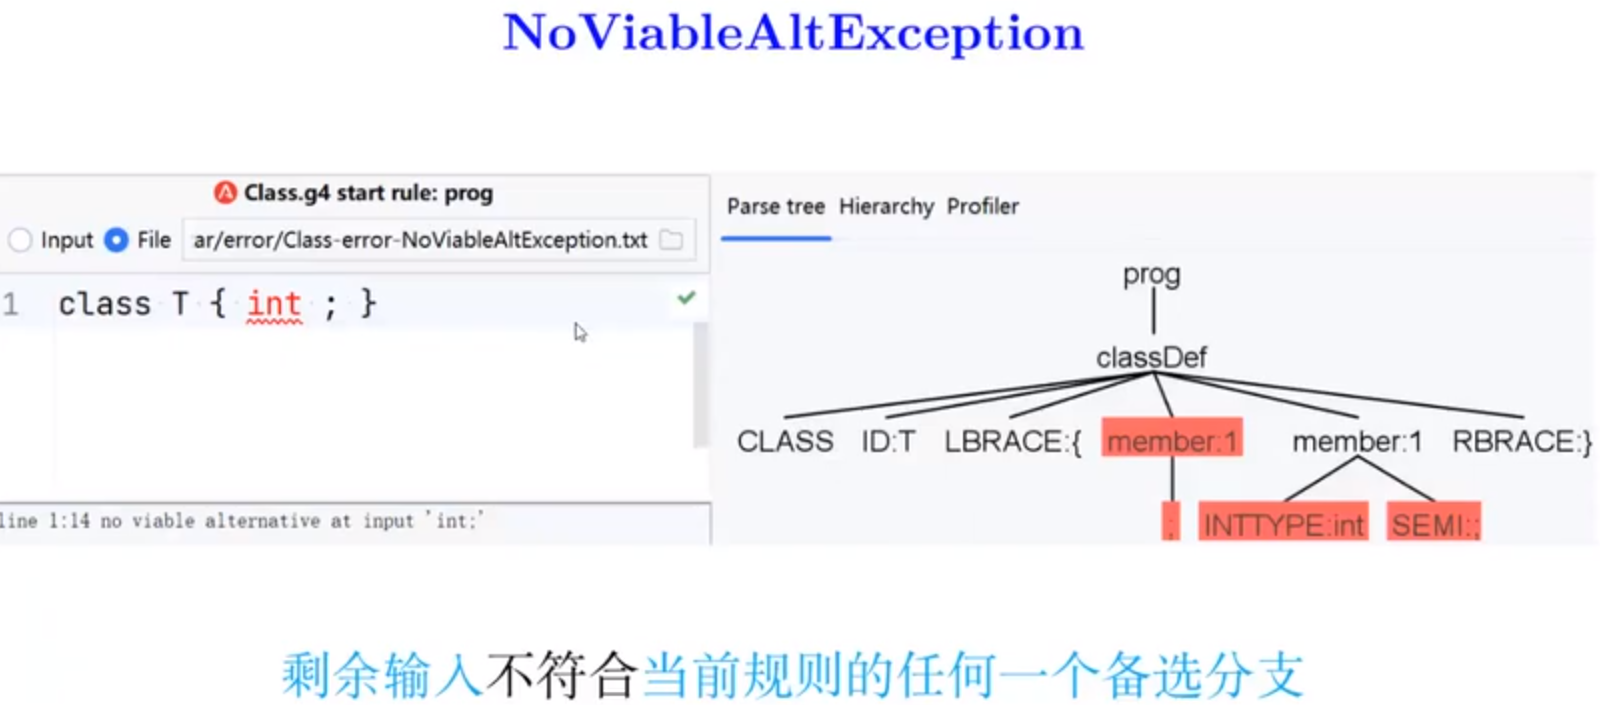 NoViableAltException
Class.g4 start rule: prog
Input File ar/error/Class-error-NoViableAltException.txt
1 class T { int ; }
line 1:14 no viable alternative at input 'int;'
Parse tree Hierarchy Profiler
prog
classDef
CLASS ID:T LBRACE:{ member:1 member:1 RBRACE:}
; INTTYPE:int SEMI:;
剩余输入不符合当前规则的任何一个备选分支